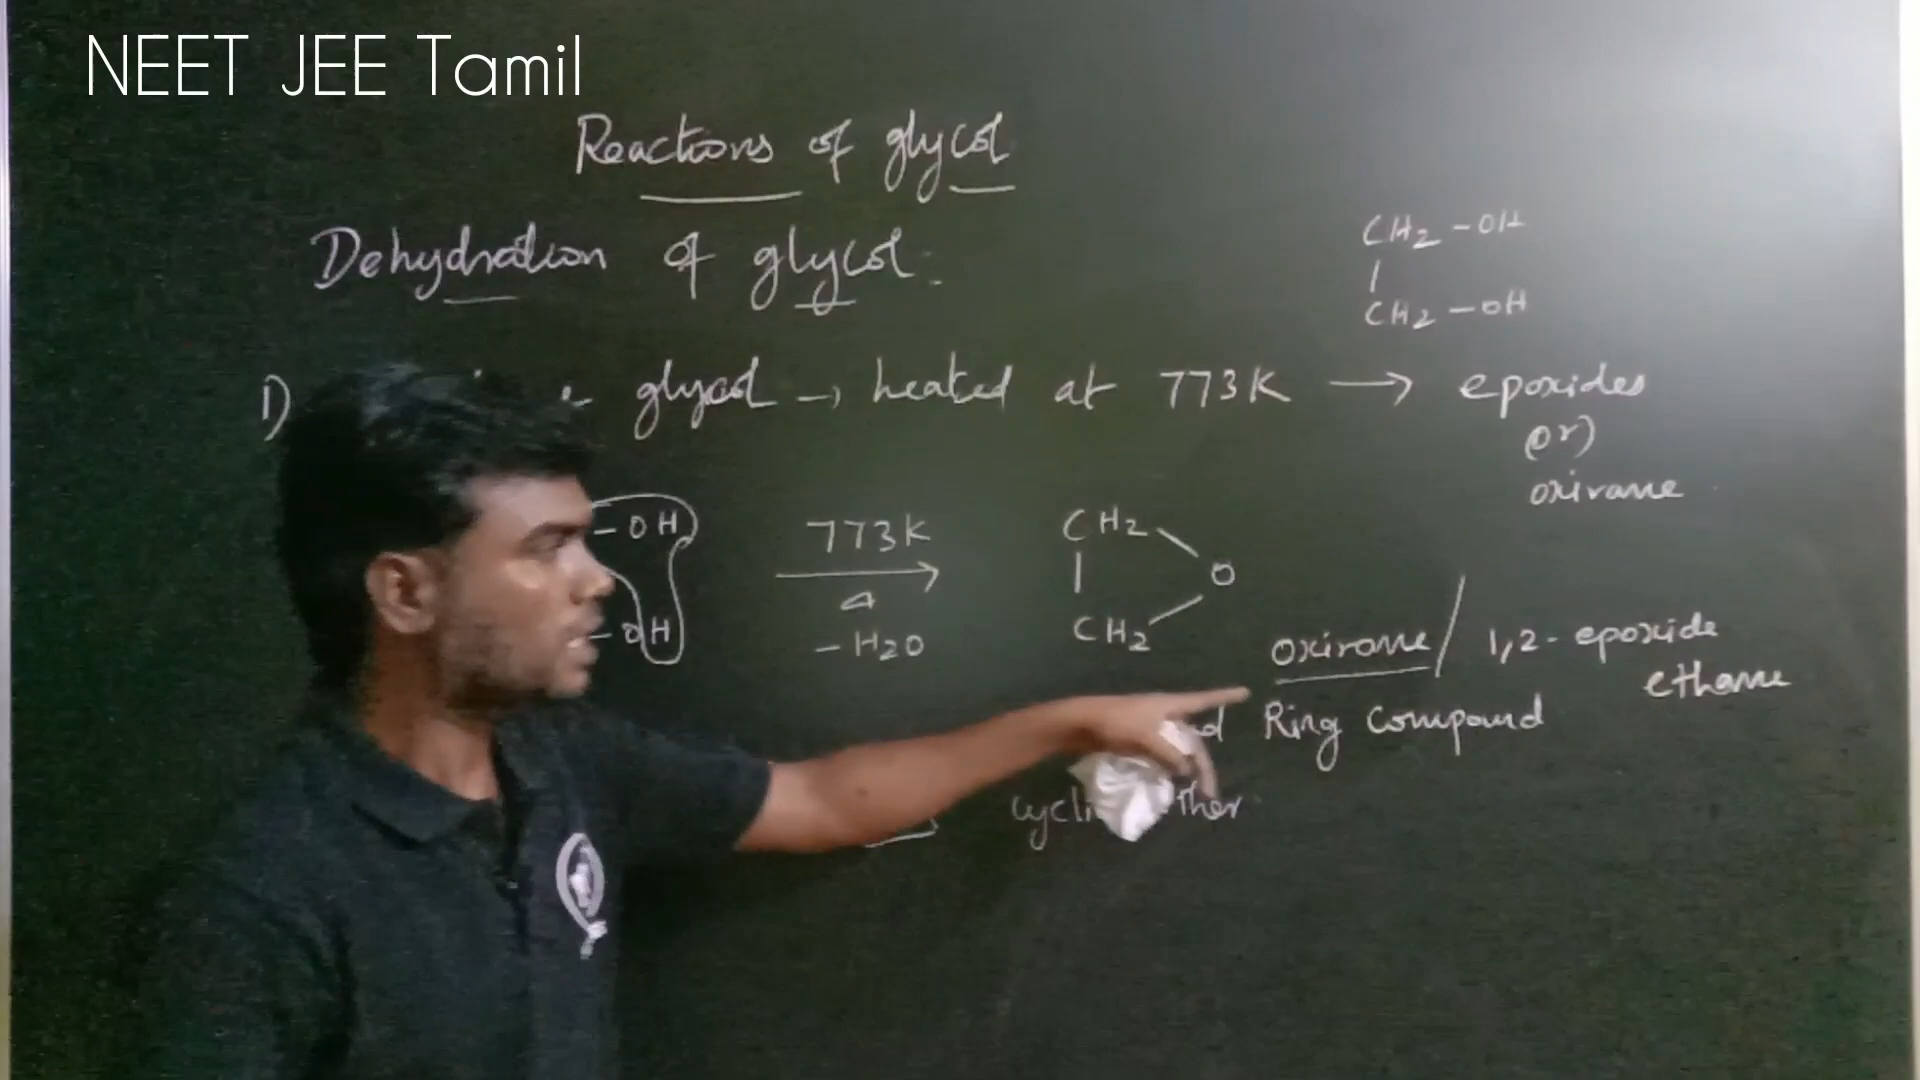 NEET JEE Tamil
Reactions of glycol
Dehydration of glycol:
CH2 - OH
|
CH2 - OH
1) glycol → heated at 773K → epoxides
(or)
oxirane
- OH 773K CH2
Δ | O
- OH - H2O CH2
oxirane / 1,2- epoxide
ethane
Ring Compound